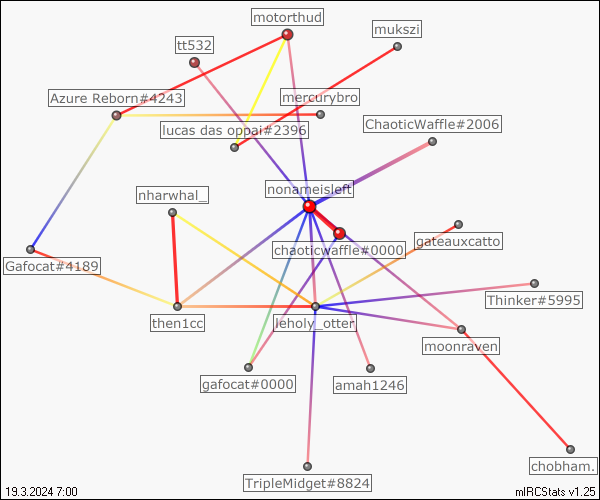 motorthud
mukszi
tt532
Azure Reborn#4243
mercurybro
lucas das oppai#2396
ChaoticWaffle#2006
nonameisleft
nharwhal_
chaoticwaffle#0000
gateauxcatto
Gafocat#4189
Thinker#5995
then1cc
leholy_otter
moonraven
gafocat#0000
amah1246
chobham.
TripleMidget#8824
19.3.2024 7:00
mIRCStats v1.25